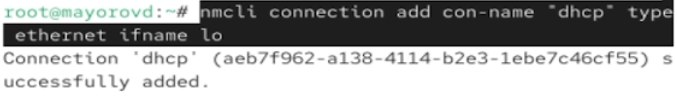 root@mayorovd:~# nmcli connection add con-name "dhcp" type
ethernet ifname lo
Connection 'dhcp' (aeb7f962-a138-4114-b2e3-1ebe7c46cf55) s
uccessfully added.